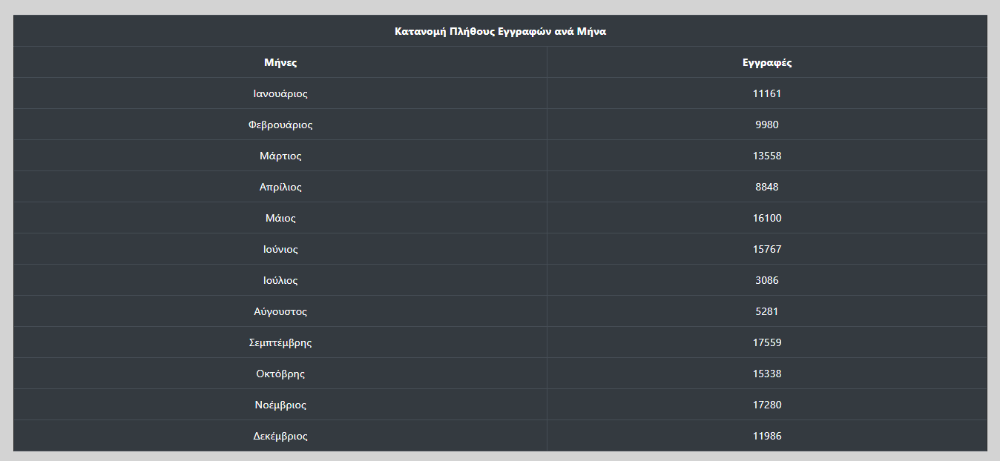 Κατανομή Πλήθους Εγγραφών ανά Μήνα
Μήνες Εγγραφές
Ιανουάριος 11161
Φεβρουάριος 9980
Μάρτιος 13558
Απρίλιος 8848
Μάιος 16100
Ιούνιος 15767
Ιούλιος 3086
Αύγουστος 5281
Σεμπτέμβρης 17559
Οκτόβρης 15338
Νοέμβριος 17280
Δεκέμβριος 11986